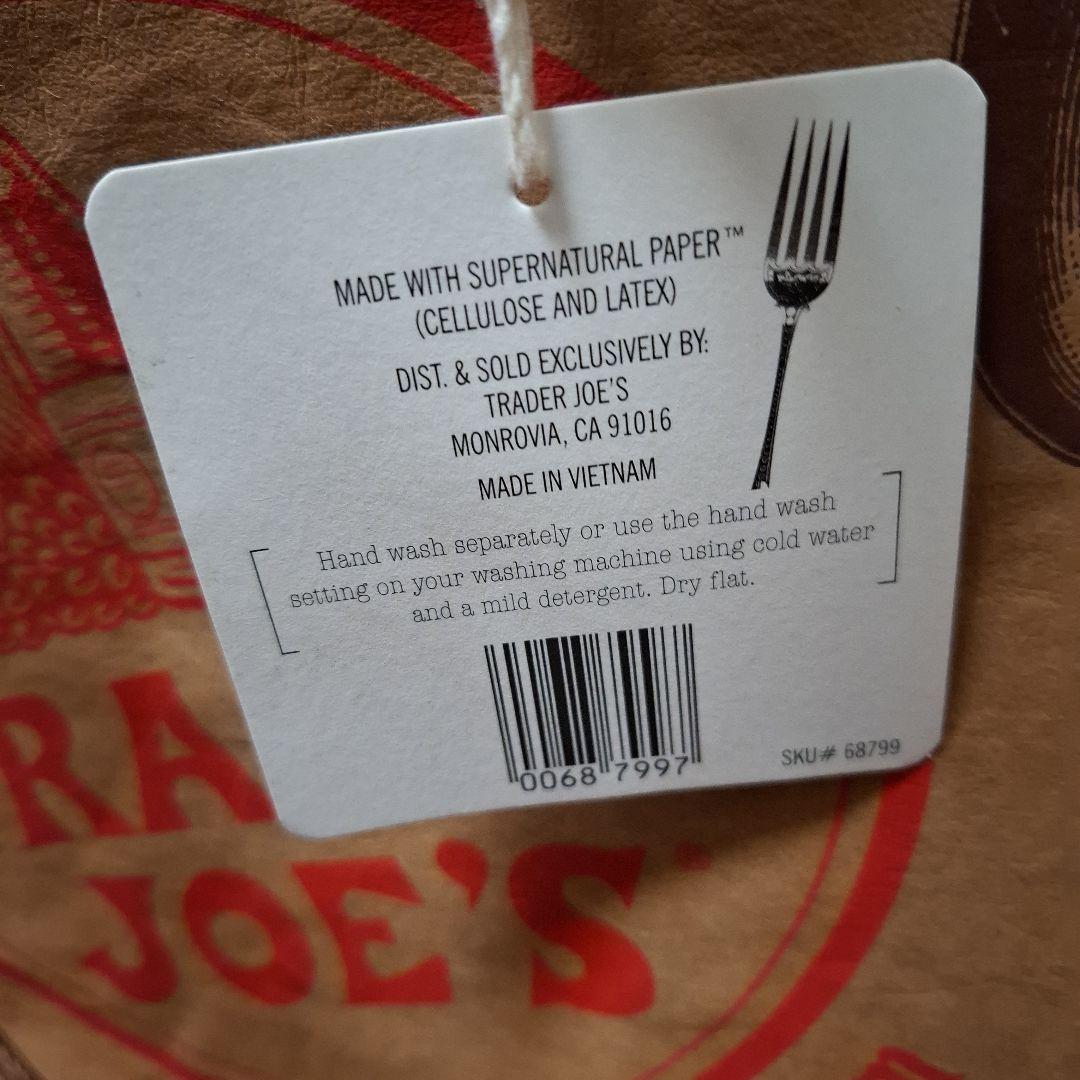 MADE WITH SUPERNATURAL PAPER™
(CELLULOSE AND LATEX)
DIST. & SOLD EXCLUSIVELY BY:
TRADER JOE'S
MONROVIA, CA 91016
MADE IN VIETNAM
Hand wash separately or use the hand wash
setting on your washing machine using cold water
and a mild detergent. Dry flat.
0068 7997
SKU# 68799
RA
JOE'S®